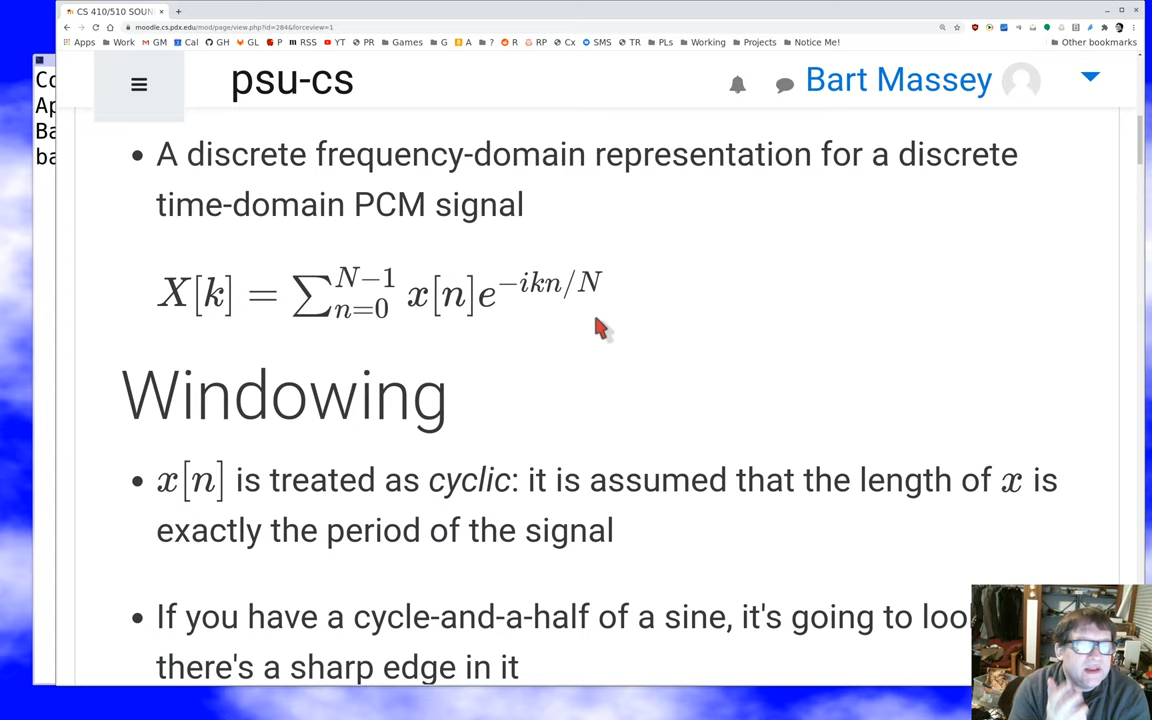 CS 410/510 SOUN
moodle.cs.pdx.edu/mod/page/view.php?id=284&forceview=1
Apps Work GM Cal GH GL P RSS YT PR Games G A ? R RP Cx SMS TR PLs Working Projects Notice Me! Other bookmarks
Co
Ap
Ba
ba
psu-cs
Bart Massey
• A discrete frequency-domain representation for a discrete
time-domain PCM signal
X[k] = ∑_{n=0}^{N−1} x[n]e^{−ikn/N}
Windowing
• x[n] is treated as cyclic: it is assumed that the length of x is
exactly the period of the signal
• If you have a cycle-and-a-half of a sine, it's going to loo
there's a sharp edge in it